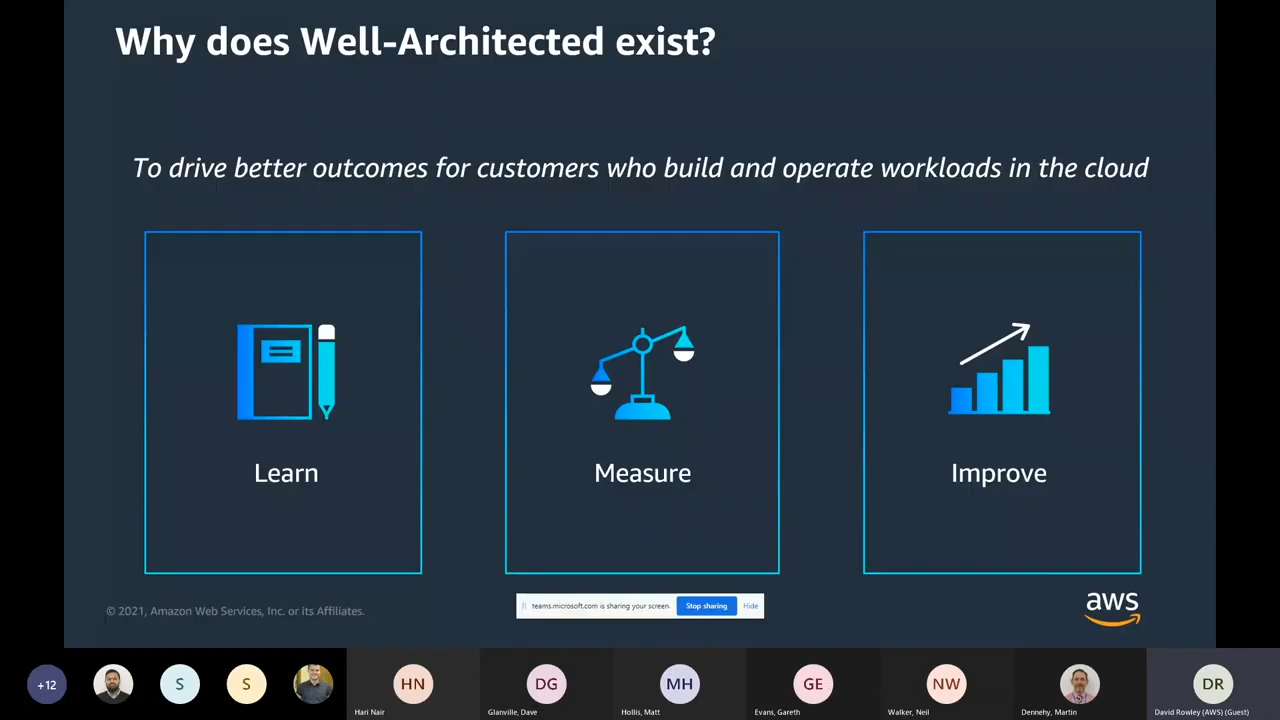 Why does Well-Architected exist?
To drive better outcomes for customers who build and operate workloads in the cloud
Learn
Measure
Improve
© 2021, Amazon Web Services, Inc. or its Affiliates.
teams.microsoft.com is sharing your screen.
Stop sharing
Hide
aws
+12
S
S
HN
DG
MH
GE
NW
DR
Hari Nair
Glanville, Dave
Hollis, Matt
Evans, Gareth
Walker, Neil
Dennehy, Martin
David Rowley (AWS) (Guest)